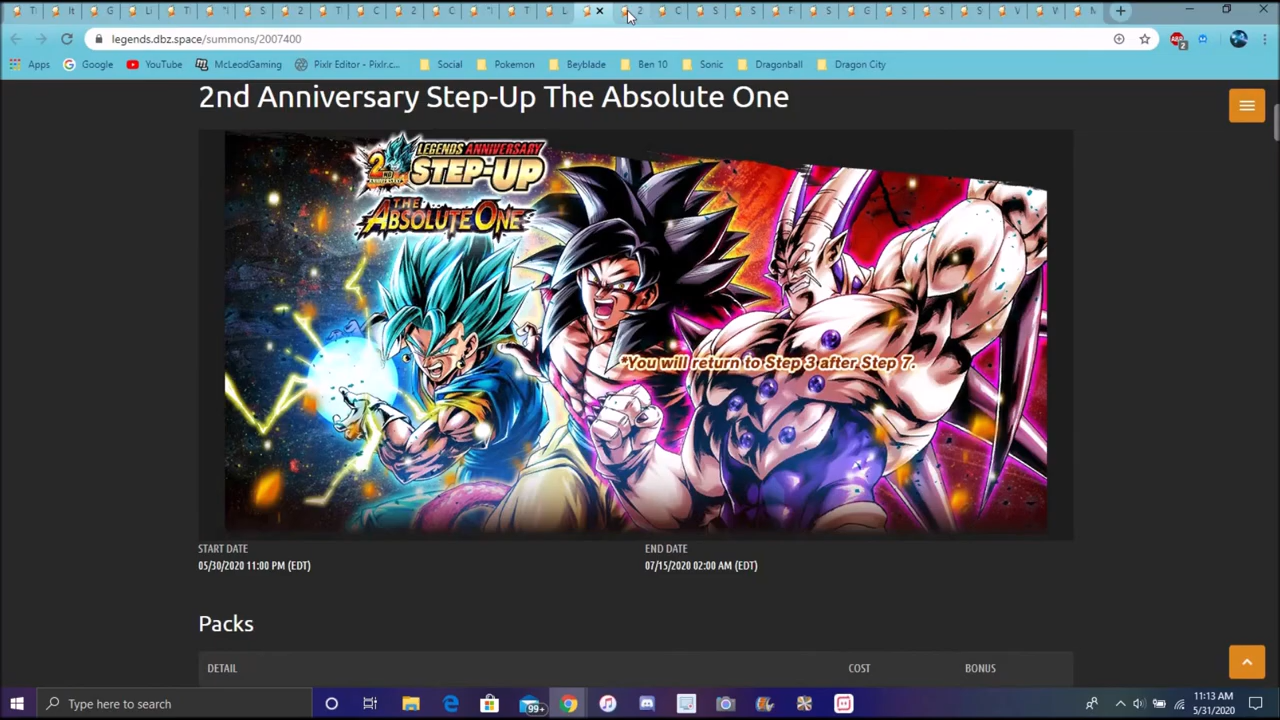 legends.dbz.space/summons/2007400
Apps Google YouTube McLeodGaming Pixlr Editor - Pixlr.c... Social Pokemon Beyblade Ben 10 Sonic Dragonball Dragon City
2nd Anniversary Step-Up The Absolute One
2ND LEGENDS ANNIVERSARY
ANNIVERSARY STEP-UP
THE
ABSOLUTE ONE
*You will return to Step 3 after Step 7.
START DATE END DATE
05/30/2020 11:00 PM (EDT) 07/15/2020 02:00 AM (EDT)
Packs
DETAIL COST BONUS
Type here to search 99+ 11:13 AM
5/31/2020